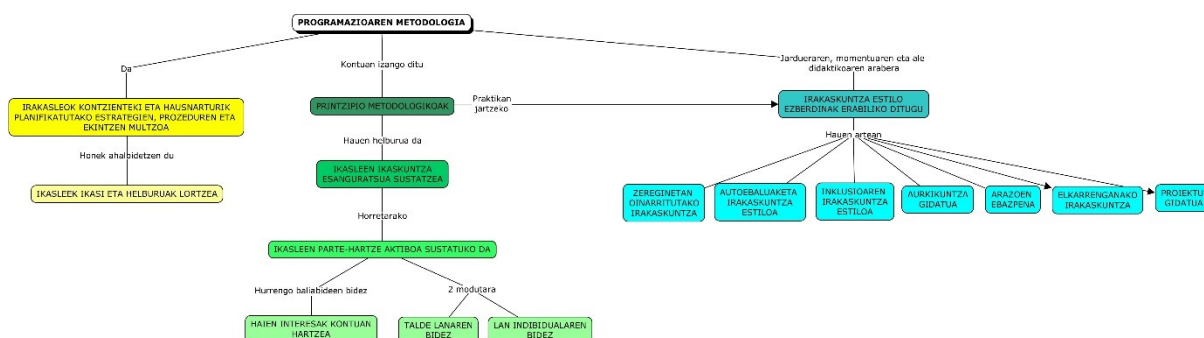 PROGRAMAZIOAREN METODOLOGIA
Da
Kontuan izango ditu
Jardueraren, momentuaren eta ale
didaktikoaren arabera
IRAKASLEOK KONTZIENTEKI ETA HAUSNARTURIK
PLANIFIKATUTAKO ESTRATEGIEN, PROZEDUREN ETA
EKINTZEN MULTZOA
PRINTZIPIO METODOLOGIKOAK
Praktikan
jartzeko
IRAKASKUNTZA ESTILO
EZBERDINAK ERABILIKO DITUGU
Honek ahalbidetzen du
Hauen helburua da
Hauen artean
IKASLEEK IKASI ETA HELBURUAK LORTZEA
IKASLEEN IKASKUNTZA
ESANGURATSUA SUSTATZEA
ZEREGINETAN
OINARRITUTAKO
IRAKASKUNTZA
AUTOEBALUAKETA
IRAKASKUNTZA
ESTILOA
INKLUSIOAREN
IRAKASKUNTZA
ESTILOA
AURKIKUNTZA
GIDATUA
ARAZOEN
EBAZPENA
ELKARRENGANAKO
IRAKASKUNTZA
PROIEKTU
GIDATUA
Horretarako
IKASLEEN PARTE-HARTZE AKTIBOA SUSTATUKO DA
Hurrengo baliabideen bidez
2 modutara
HAIEN INTERESAK KONTUAN
HARTZEA
TALDE LANAREN
BIDEZ
LAN INDIBIDUALAREN
BIDEZ